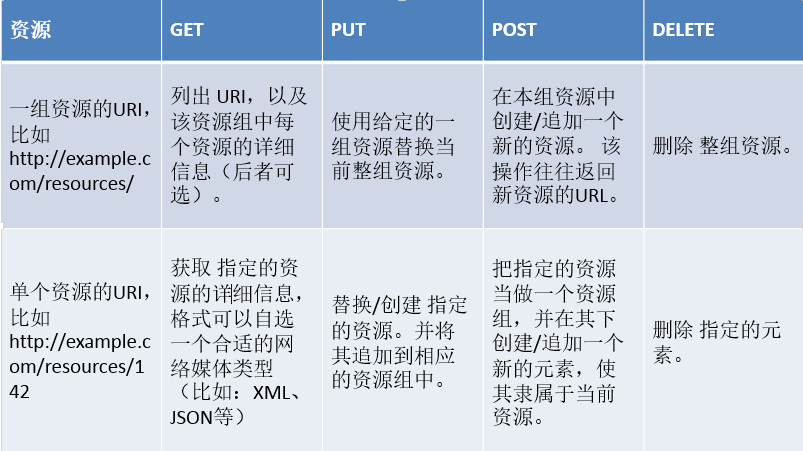 资源
GET
PUT
POST
DELETE
一组资源的URI，
比如
http://example.c
om/resources/
列出 URI，以及
该资源组中每
个资源的详细
信息（后者可
选）。
使用给定的一
组资源替换当
前整组资源。
在本组资源中
创建/追加一个
新的资源。 该
操作往往返回
新资源的URL。
删除 整组资源。
单个资源的URI，
比如
http://example.c
om/resources/1
42
获取 指定的资
源的详细信息，
格式可以自选
一个合适的网
络媒体类型
（比如：XML、
JSON等）
替换/创建 指定
的资源。并将
其追加到相应
的资源组中。
把指定的资源
当做一个资源
组，并在其下
创建/追加一个
新的元素，使
其隶属于当前
资源。
删除 指定的元
素。